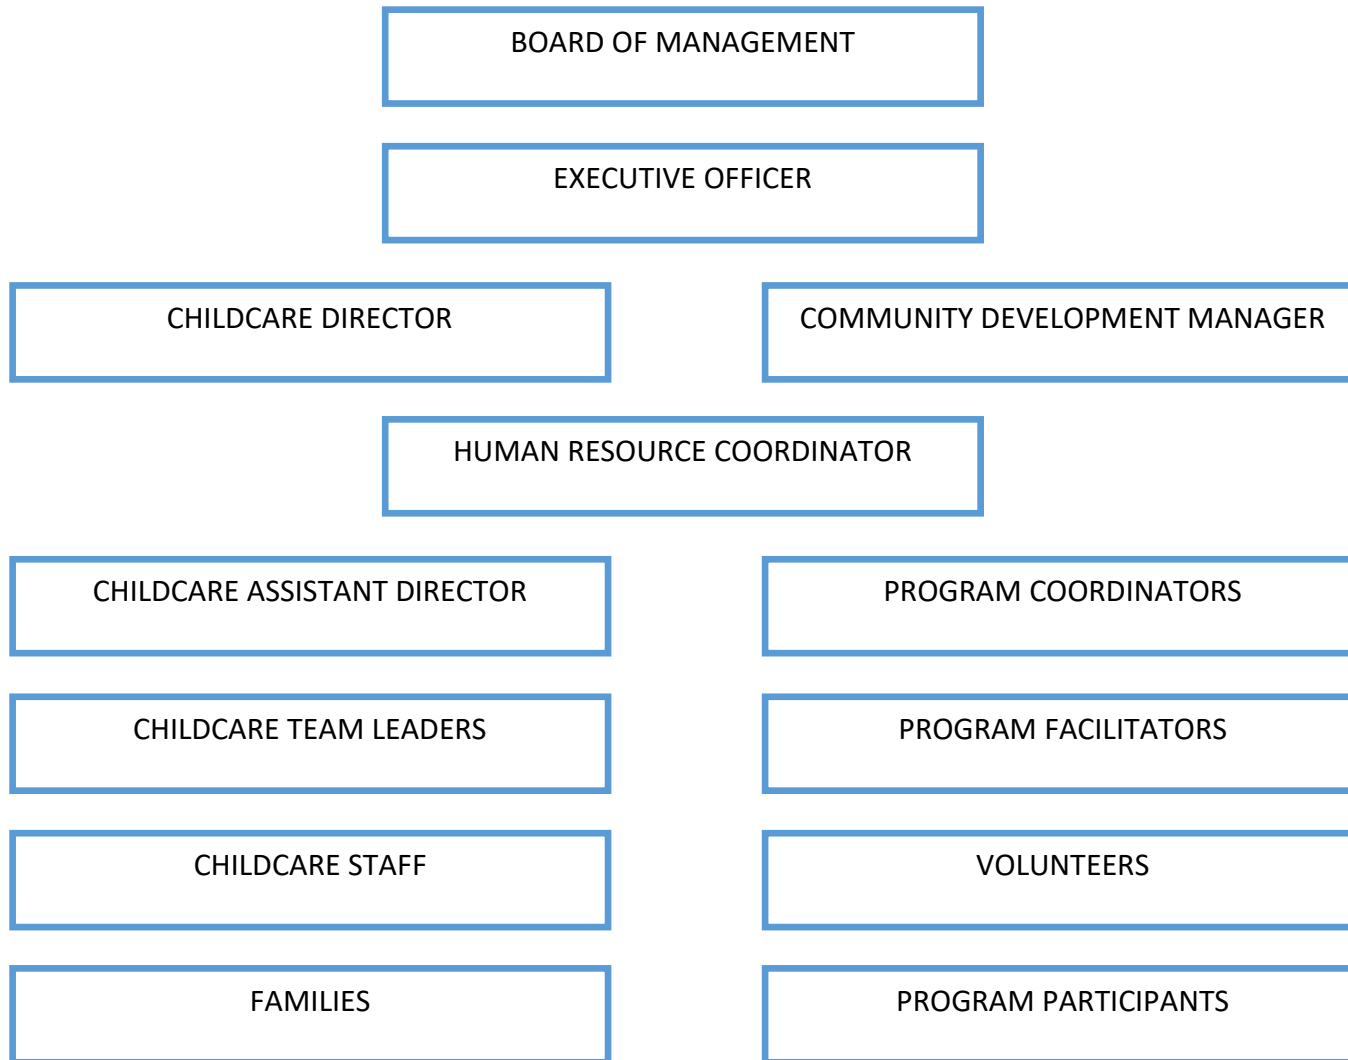 BOARD OF MANAGEMENT
EXECUTIVE OFFICER
CHILDCARE DIRECTOR
COMMUNITY DEVELOPMENT MANAGER
HUMAN RESOURCE COORDINATOR
CHILDCARE ASSISTANT DIRECTOR
PROGRAM COORDINATORS
CHILDCARE TEAM LEADERS
PROGRAM FACILITATORS
CHILDCARE STAFF
VOLUNTEERS
FAMILIES
PROGRAM PARTICIPANTS